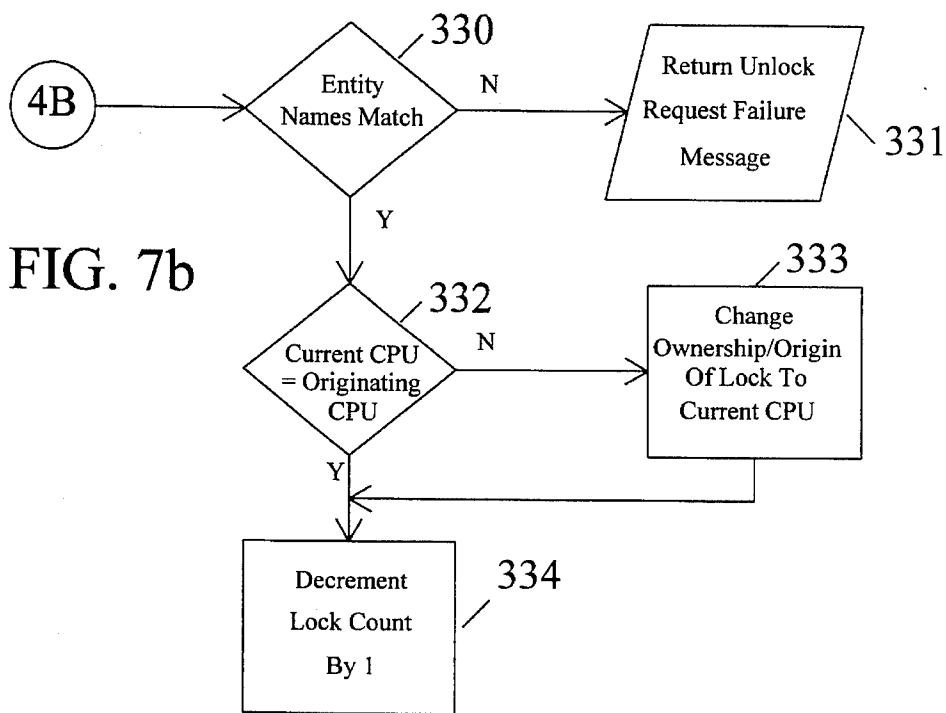 4B
330
Entity
Names Match
N
Return Unlock
Request Failure
Message
331
Y
FIG. 7b
332
Current CPU
= Originating
CPU
N
333
Change
Ownership/Origin
Of Lock To
Current CPU
Y
Decrement
Lock Count
By 1
334